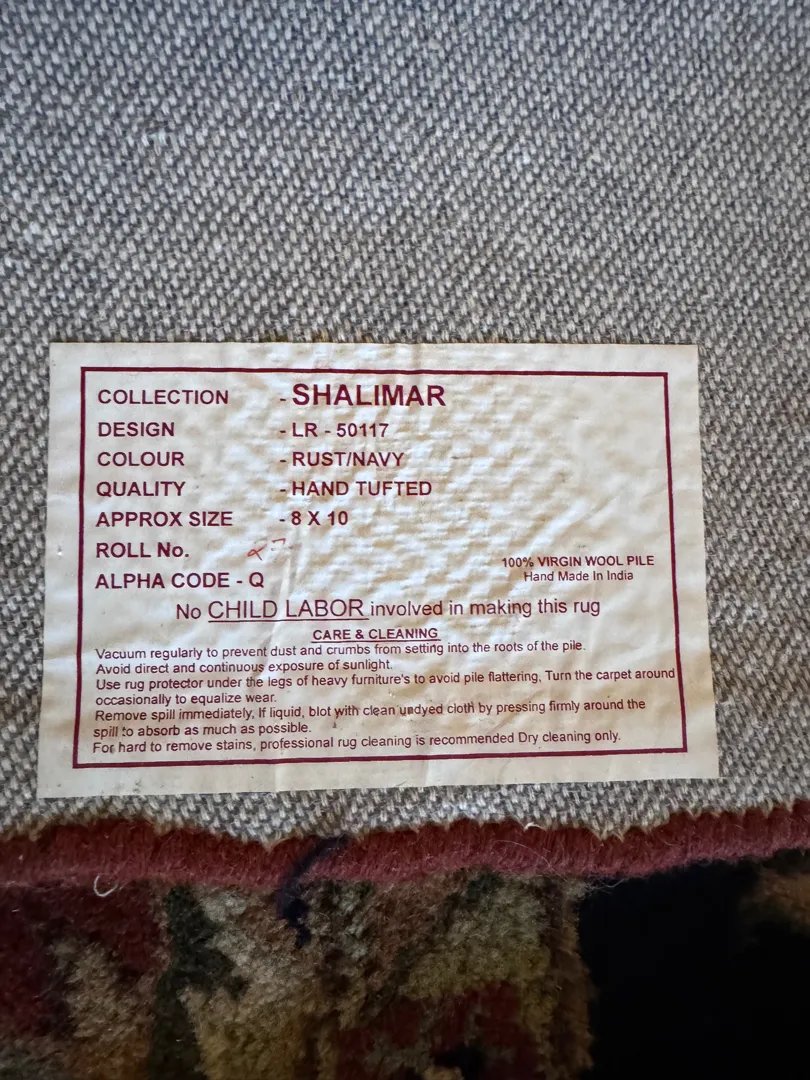 COLLECTION - SHALIMAR
DESIGN - LR - 50117
COLOUR - RUST/NAVY
QUALITY - HAND TUFTED
APPROX SIZE - 8 X 10
ROLL No.
ALPHA CODE - Q
100% VIRGIN WOOL PILE
Hand Made In India
No CHILD LABOR involved in making this rug
CARE & CLEANING
Vacuum regularly to prevent dust and crumbs from setting into the roots of the pile.
Avoid direct and continuous exposure of sunlight.
Use rug protector under the legs of heavy furniture's to avoid pile flattering, Turn the carpet around
occasionally to equalize wear.
Remove spill immediately, If liquid, blot with clean undyed cloth by pressing firmly around the
spill to absorb as much as possible.
For hard to remove stains, professional rug cleaning is recommended Dry cleaning only.